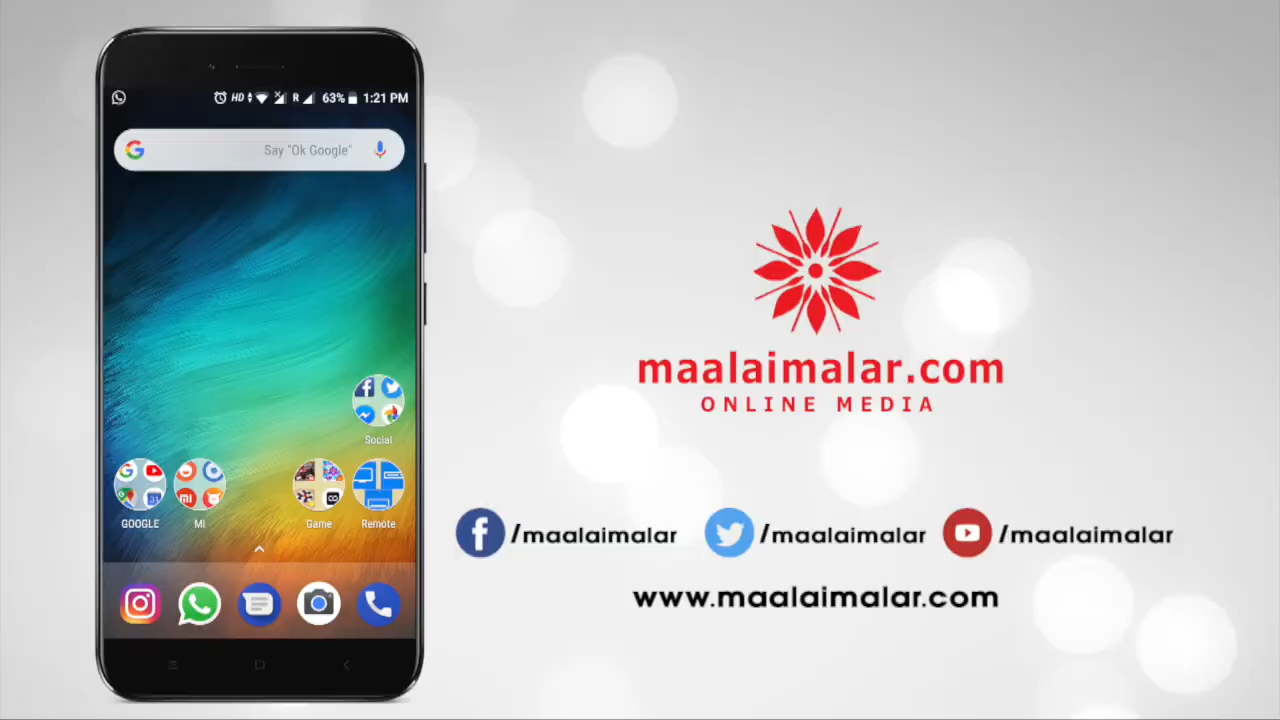 HD R 63% 1:21 PM
Say "Ok Google"
Social
GOOGLE MI Game Remote
maalaimalar.com
ONLINE MEDIA
/maalaimalar /maalaimalar /maalaimalar
www.maalaimalar.com